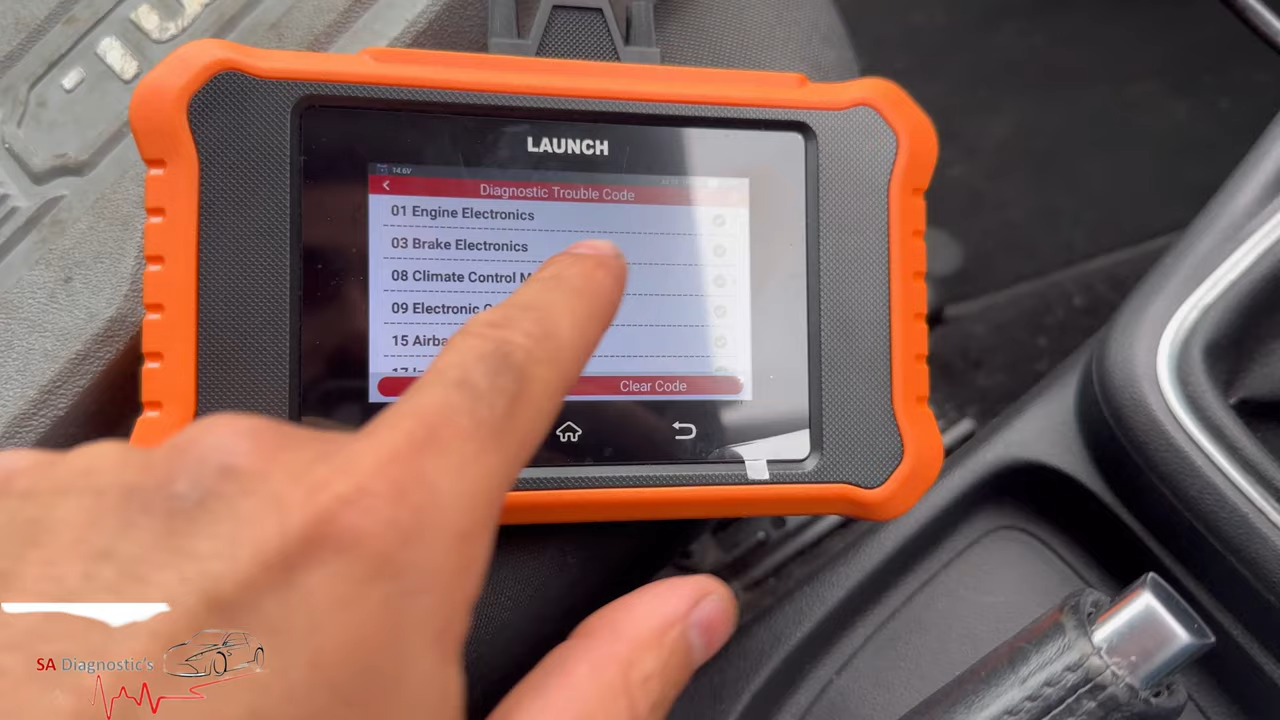 LAUNCH
14.6V
Diagnostic Trouble Code
01 Engine Electronics
03 Brake Electronics
08 Climate Control
09 Electronic
15 Airba
Clear Code
SA Diagnostic's